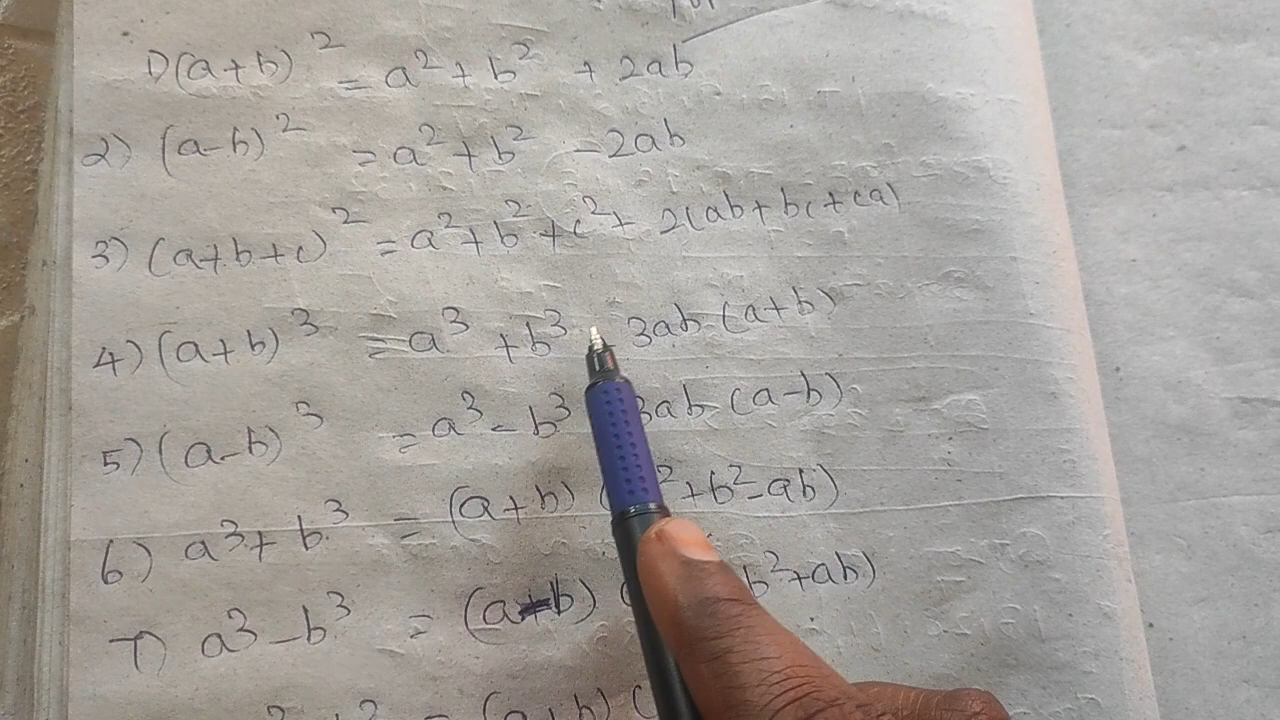 1) (a+b)² = a² + b² + 2ab
2) (a-b)² = a² + b² - 2ab
3) (a+b+c)² = a² + b² + c² + 2(ab+bc+ca)
4) (a+b)³ = a³ + b³ 3ab (a+b)
5) (a-b)³ = a³ - b³ 3ab (a-b)
6) a³ + b³ = (a+b) ( ² + b² - ab)
7) a³ - b³ = (a-b) ( b² + ab)
= (a+b) (